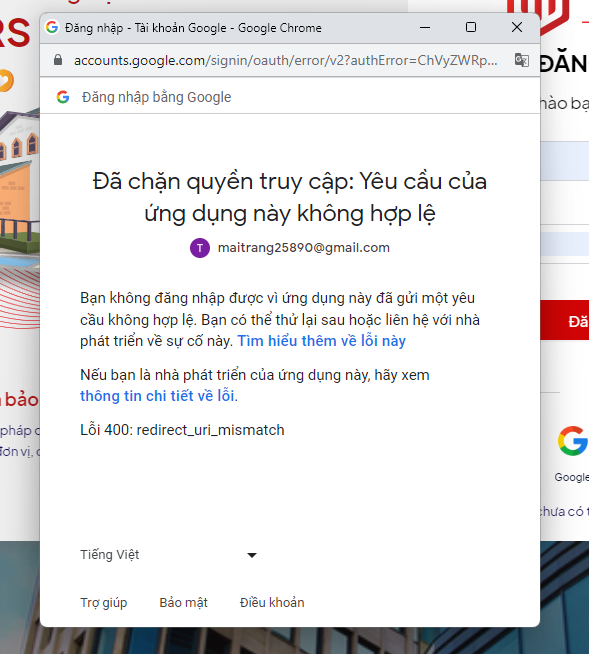 RS
Đăng nhập - Tài khoản Google - Google Chrome
accounts.google.com/signin/oauth/error/v2?authError=ChVyZWRp...
Đăng nhập bằng Google
Đã chặn quyền truy cập: Yêu cầu của
ứng dụng này không hợp lệ
T maitrang25890@gmail.com
Bạn không đăng nhập được vì ứng dụng này đã gửi một yêu
cầu không hợp lệ. Bạn có thể thử lại sau hoặc liên hệ với nhà
phát triển về sự cố này. Tìm hiểu thêm về lỗi này
Nếu bạn là nhà phát triển của ứng dụng này, hãy xem
thông tin chi tiết về lỗi.
Lỗi 400: redirect_uri_mismatch
Tiếng Việt
Trợ giúp Bảo mật Điều khoản
ĐĂN
nào bạ
Đă
Google
chưa có t
bảo
pháp
đơn vị,